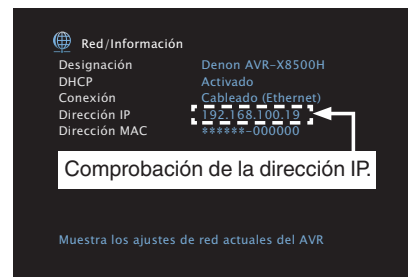 Red/Información
Designación Denon AVR-X8500H
DHCP Activado
Conexión Cableado (Ethernet)
Dirección IP 192.168.100.19
Dirección MAC ******-000000
Comprobación de la dirección IP.
Muestra los ajustes de red actuales del AVR